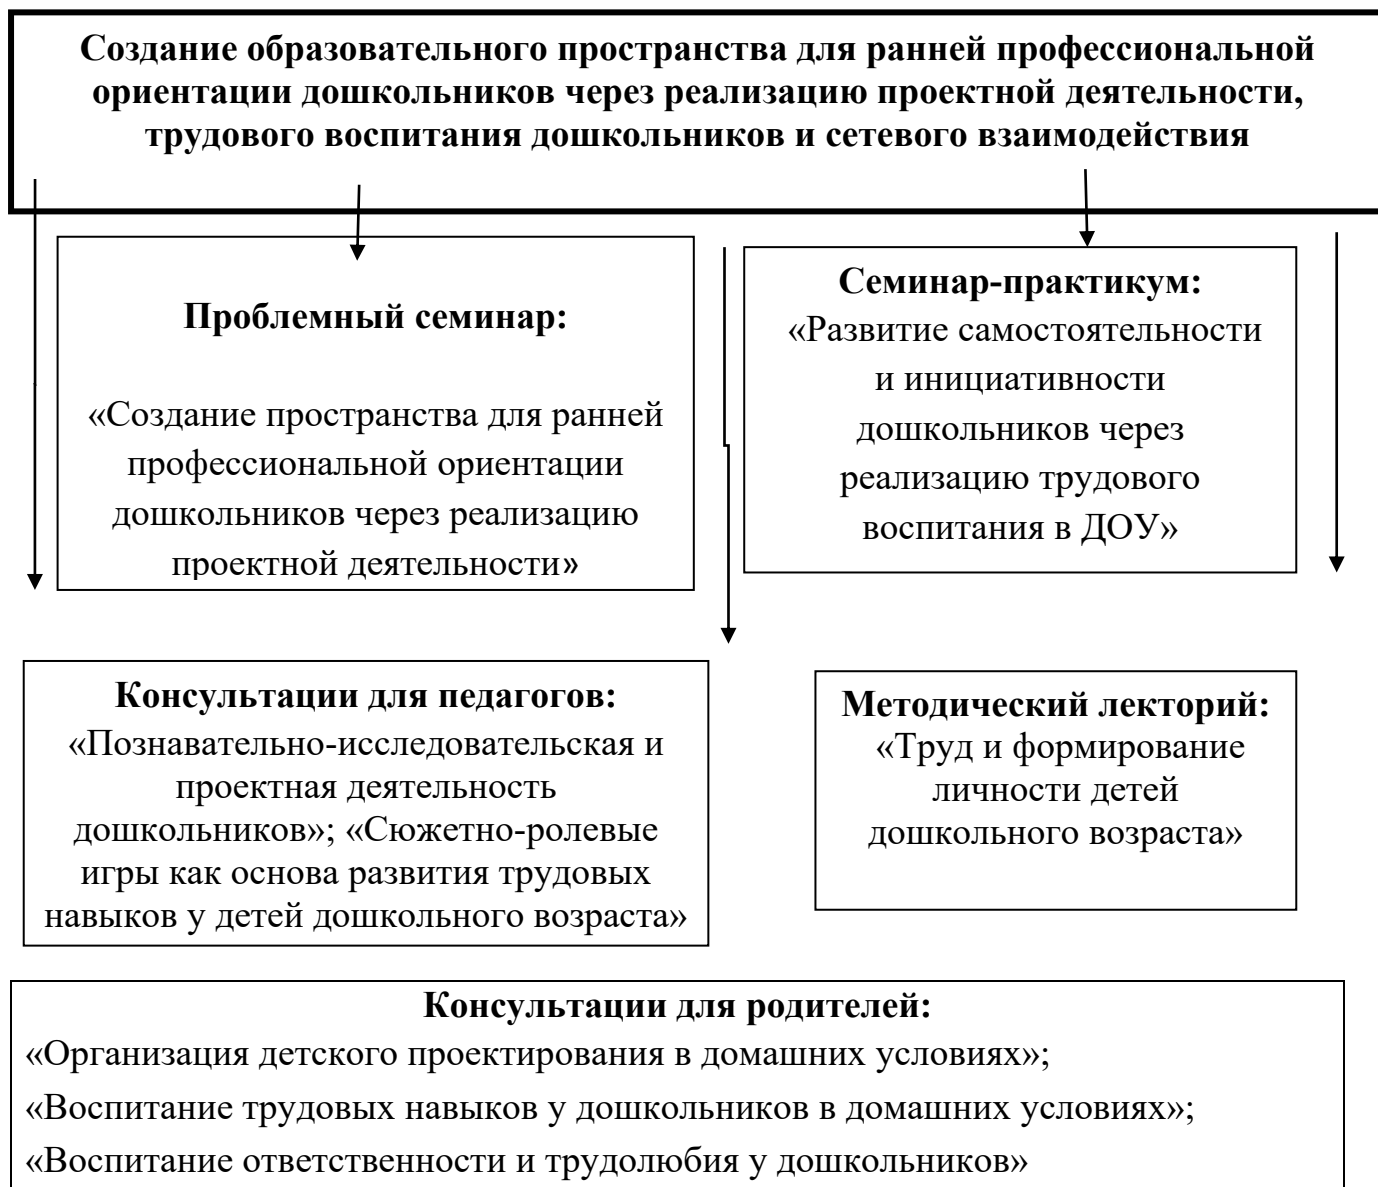 Создание образовательного пространства для ранней профессиональной
ориентации дошкольников через реализацию проектной деятельности,
трудового воспитания дошкольников и сетевого взаимодействия
Проблемный семинар:
«Создание пространства для ранней
профессиональной ориентации
дошкольников через реализацию
проектной деятельности»
Семинар-практикум:
«Развитие самостоятельности
и инициативности
дошкольников через
реализацию трудового
воспитания в ДОУ»
Консультации для педагогов:
«Познавательно-исследовательская и
проектная деятельность
дошкольников»; «Сюжетно-ролевые
игры как основа развития трудовых
навыков у детей дошкольного возраста»
Методический лекторий:
«Труд и формирование
личности детей
дошкольного возраста»
Консультации для родителей:
«Организация детского проектирования в домашних условиях»;
«Воспитание трудовых навыков у дошкольников в домашних условиях»;
«Воспитание ответственности и трудолюбия у дошкольников»